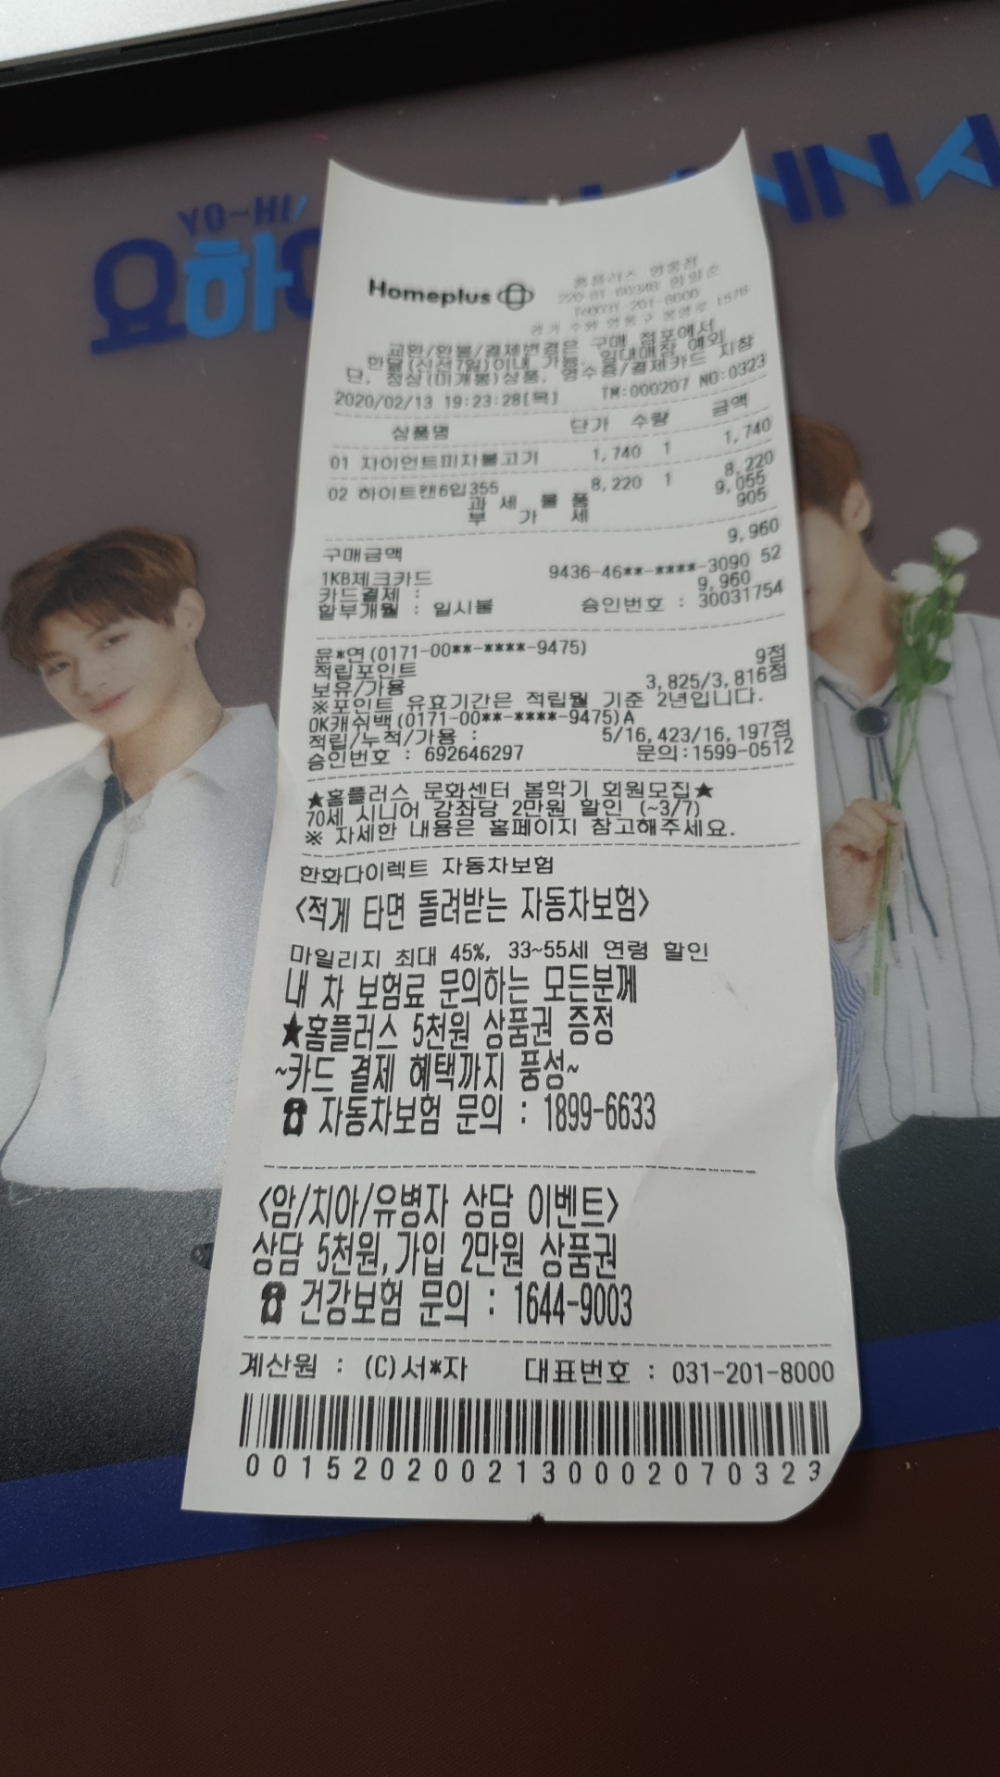 YO-HI/
요하
Homeplus
홈플러스 영통점
교환/환불/결제변경은 구매 점포에서
한달(신선7일)이내 가능, 임대매장 예외
단, 정상(미개봉)상품, 영수증/결제카드 지참
2020/02/13 19:23:28[목] TM:000207 NO:0323
상품명 단가 수량 금액
01 자이언트피자불고기 1,740 1 1,740
02 하이트캔6입355 8,220 1 8,220
과 세 물 품 9,055
부 가 세 905
구매금액 9,960
1KB체크카드 9436-46**-****-3090 52
카드결제 : 9,960
할부개월 : 일시불 승인번호 : 30031754
윤*연(0171-00**-****-9475)
적립포인트 9점
보유/가용 3,825/3,816점
※포인트 유효기간은 적립월 기준 2년입니다.
OK캐쉬백(0171-00**-****-9475)A
적립/누적/가용 : 5/16,423/16,197점
승인번호 : 692646297 문의:1599-0512
★홈플러스 문화센터 봄학기 회원모집★
70세 시니어 강좌당 2만원 할인 (~3/7)
※ 자세한 내용은 홈페이지 참고해주세요.
한화다이렉트 자동차보험
<적게 타면 돌려받는 자동차보험>
마일리지 최대 45%, 33~55세 연령 할인
내 차 보험료 문의하는 모든분께
★홈플러스 5천원 상품권 증정
~카드 결제 혜택까지 풍성~
☎ 자동차보험 문의 : 1899-6633
<암/치아/유병자 상담 이벤트>
상담 5천원,가입 2만원 상품권
☎ 건강보험 문의 : 1644-9003
계산원 : (C)서*자 대표번호 : 031-201-8000
0015202002130002070323